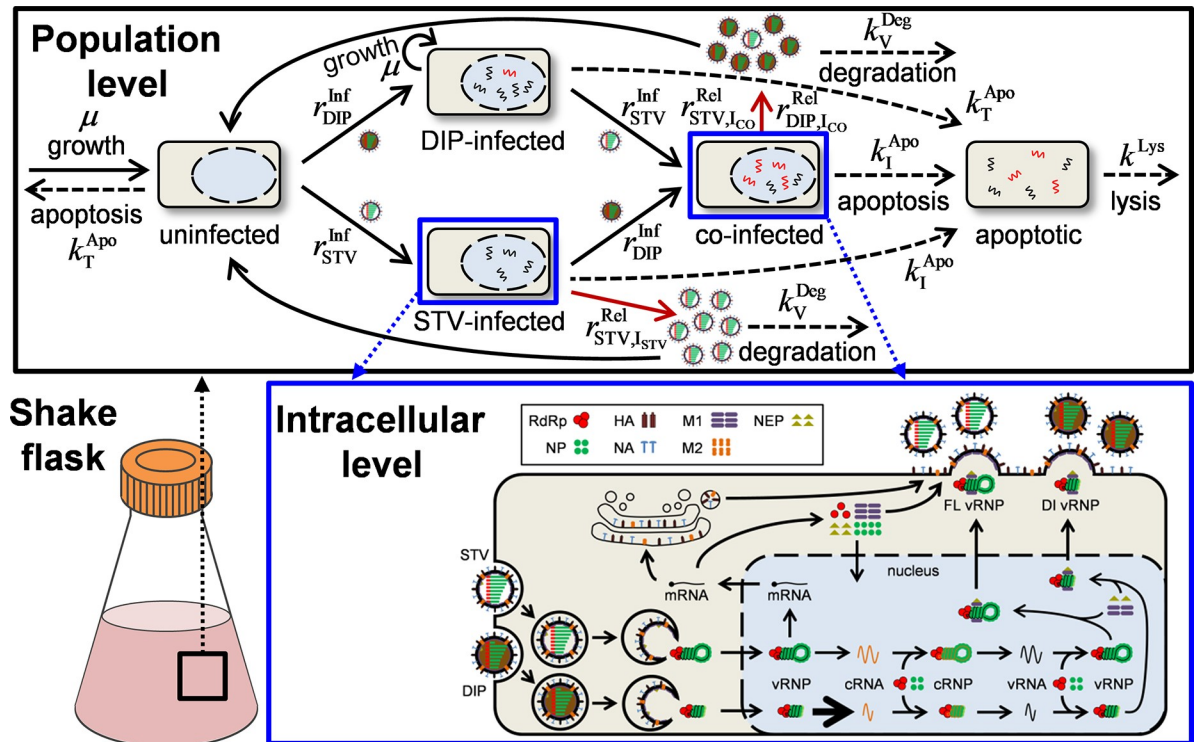 Population
level
μ
growth
apoptosis
k_T^Apo
uninfected
r_DIP^Inf
r_STV^Inf
growth
μ
DIP-infected
STV-infected
r_STV^Inf
r_DIP^Inf
r_STV,I_CO^Rel
r_DIP,I_CO^Rel
k_V^Deg
degradation
k_T^Apo
co-infected
k_I^Apo
apoptosis
k_I^Apo
apoptotic
k^Lys
lysis
r_STV,I_STV^Rel
k_V^Deg
degradation
Shake
flask
Intracellular
level
RdRp HA M1 NEP
NP NA M2
FL vRNP DI vRNP
STV
DIP
nucleus
mRNA mRNA
vRNP cRNA cRNP vRNA vRNP